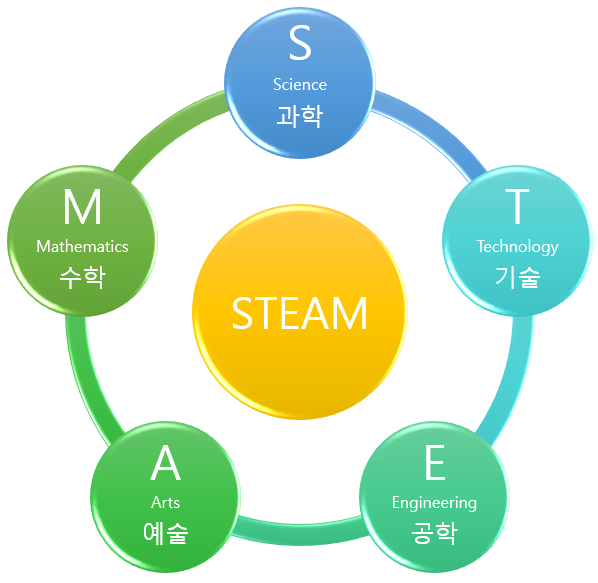 S
Science
과학
T
Technology
기술
E
Engineering
공학
A
Arts
예술
M
Mathematics
수학
STEAM